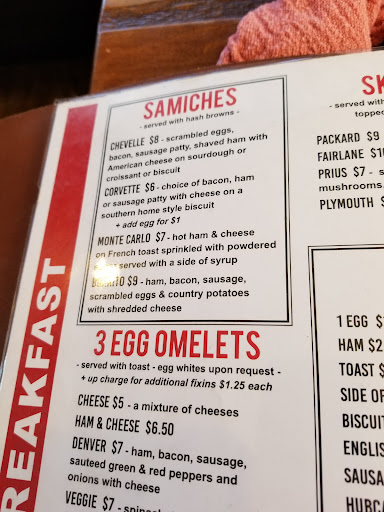 SAMICHES
- served with hash browns -
CHEVELLE $8 - scrambled eggs,
bacon, sausage patty, shaved ham with
American cheese on sourdough or
croissant or biscuit
CORVETTE $6 - choice of bacon, ham
or sausage patty with cheese on a
southern home style biscuit
+ add egg for $1
MONTE CARLO $7 - hot ham & cheese
on French toast sprinkled with powdered
served with a side of syrup
$9 - ham, bacon, sausage,
scrambled eggs & country potatoes
with shredded cheese
3 EGG OMELETS
- served with toast - egg whites upon request -
+ up charge for additional fixins $1.25 each
CHEESE $5 - a mixture of cheeses
HAM & CHEESE $6.50
DENVER $7 - ham, bacon, sausage,
sauteed green & red peppers and
onions with cheese
VEGGIE $7 -
REAKFAST
SK
- served with
topped
PACKARD $9
FAIRLANE $10
PRIUS $7 - s
mushrooms
PLYMOUTH
1 EGG $
HAM $2
TOAST $
SIDE OF
BISCUIT
ENGLIS
SAUSA